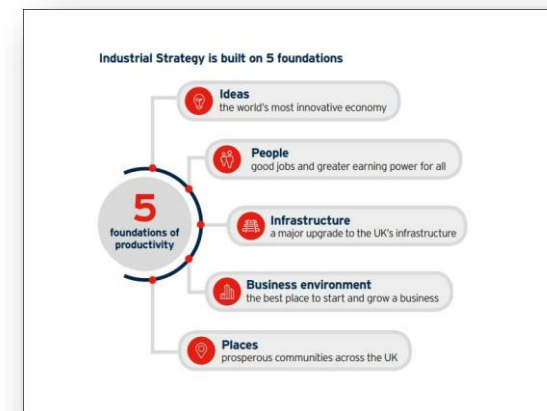 Industrial Strategy is built on 5 foundations
Ideas
the world's most innovative economy
People
good jobs and greater earning power for all
5
foundations of
productivity
Infrastructure
a major upgrade to the UK's infrastructure
Business environment
the best place to start and grow a business
Places
prosperous communities across the UK